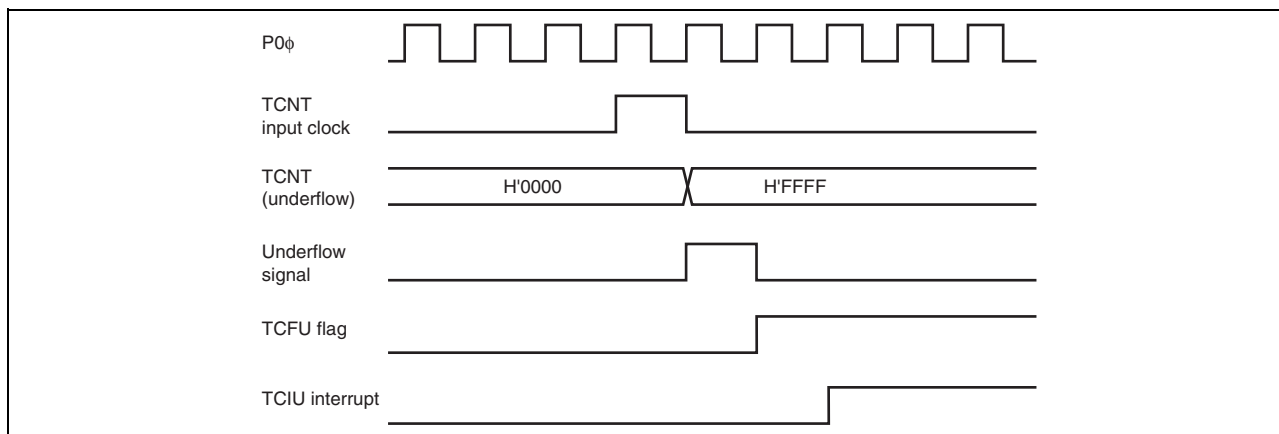 P0ϕ
TCNT
input clock
TCNT
(underflow)
H'0000
H'FFFF
Underflow
signal
TCFU flag
TCIU interrupt